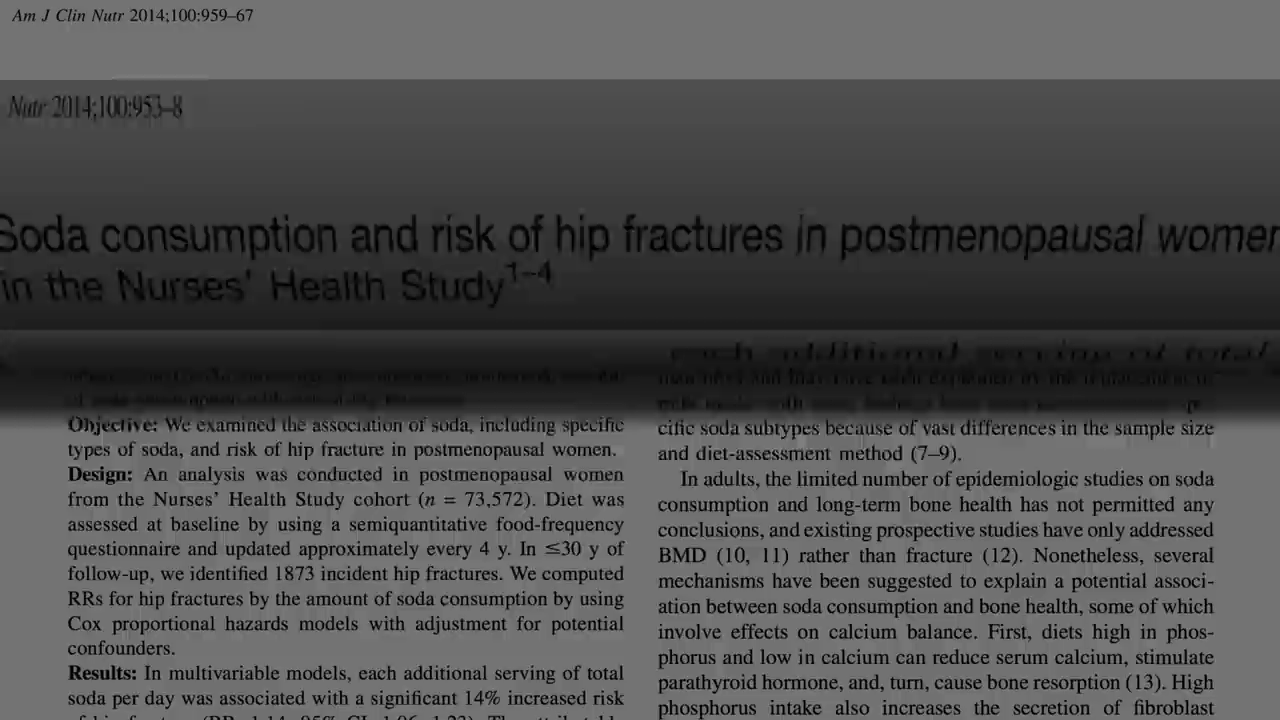 Am J Clin Nutr 2014;100:959–67
Nutr 2014;100:953–8
Soda consumption and risk of hip fractures in postmenopausal women
in the Nurses' Health Study1–4
each additional serving of total
Objective: We examined the association of soda, including specific
types of soda, and risk of hip fracture in postmenopausal women.
Design: An analysis was conducted in postmenopausal women
from the Nurses' Health Study cohort (n = 73,572). Diet was
assessed at baseline by using a semiquantitative food-frequency
questionnaire and updated approximately every 4 y. In ≤30 y of
follow-up, we identified 1873 incident hip fractures. We computed
RRs for hip fractures by the amount of soda consumption by using
Cox proportional hazards models with adjustment for potential
confounders.
Results: In multivariable models, each additional serving of total
soda per day was associated with a significant 14% increased risk
cific soda subtypes because of vast differences in the sample size
and diet-assessment method (7–9).
In adults, the limited number of epidemiologic studies on soda
consumption and long-term bone health has not permitted any
conclusions, and existing prospective studies have only addressed
BMD (10, 11) rather than fracture (12). Nonetheless, several
mechanisms have been suggested to explain a potential associ-
ation between soda consumption and bone health, some of which
involve effects on calcium balance. First, diets high in phos-
phorus and low in calcium can reduce serum calcium, stimulate
parathyroid hormone, and, turn, cause bone resorption (13). High
phosphorus intake also increases the secretion of fibroblast